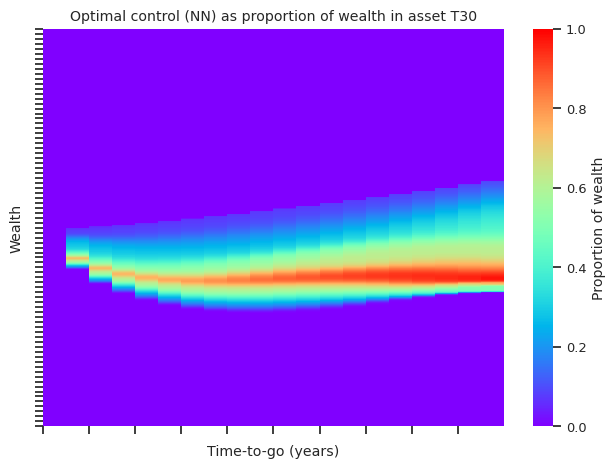 Optimal control (NN) as proportion of wealth in asset T30
Wealth
Time-to-go (years)
1.0
0.8
0.6
0.4
0.2
0.0
Proportion of wealth